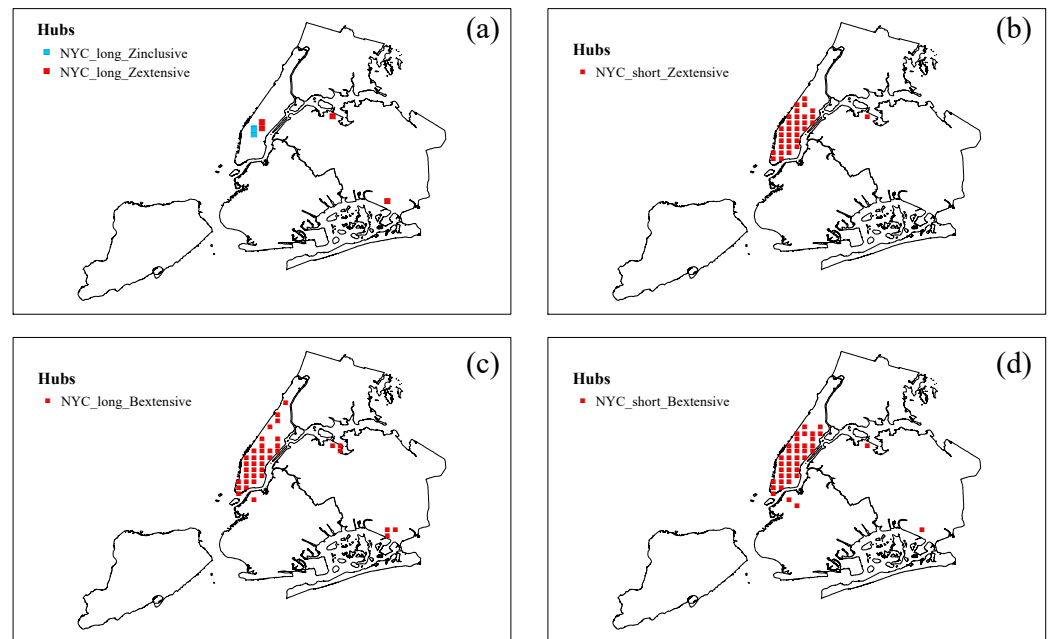 (a)
Hubs
NYC_long_Zinclusive
NYC_long_Zextensive
(b)
Hubs
NYC_short_Zextensive
(c)
Hubs
NYC_long_Bextensive
(d)
Hubs
NYC_short_Bextensive